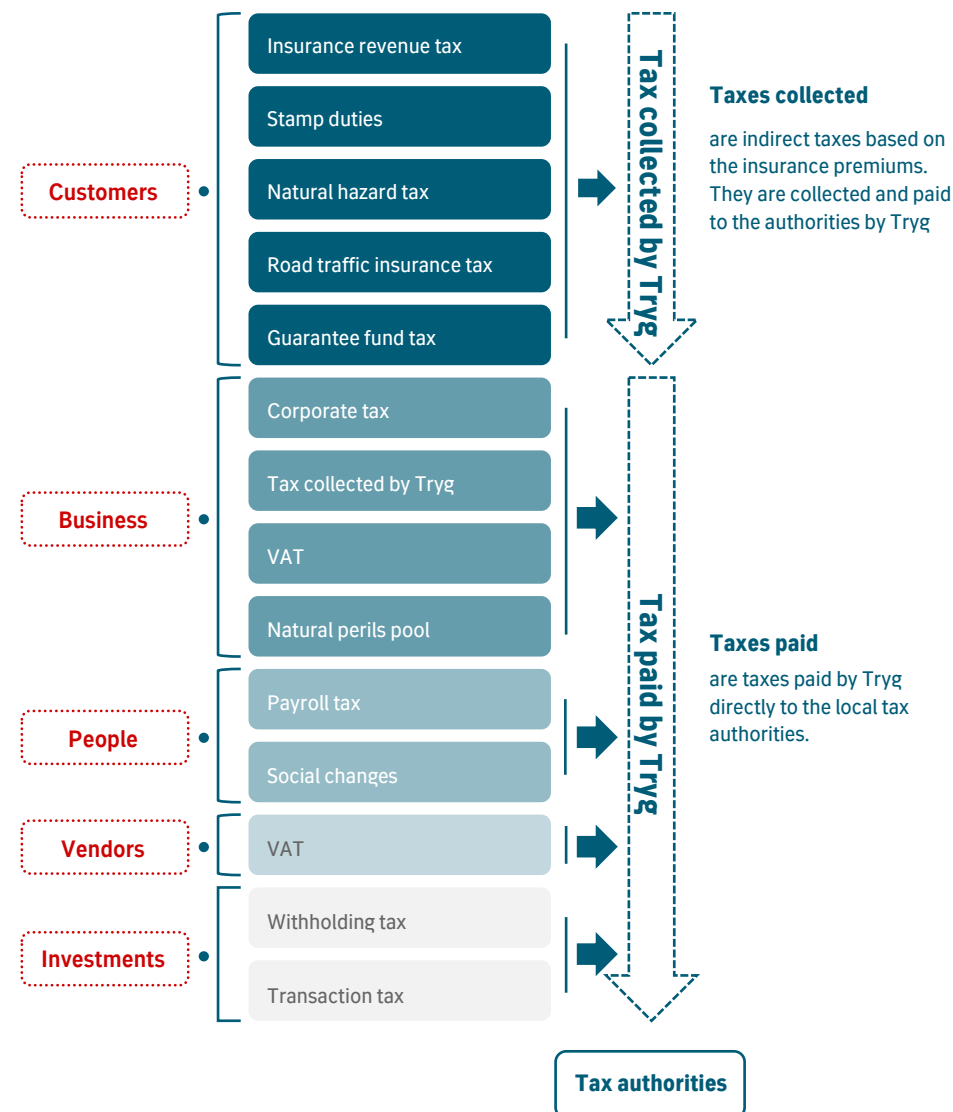 Customers
Insurance revenue tax
Stamp duties
Natural hazard tax
Road traffic insurance tax
Guarantee fund tax
Tax collected by Tryg
Taxes collected
are indirect taxes based on
the insurance premiums.
They are collected and paid
to the authorities by Tryg
Business
Corporate tax
Tax collected by Tryg
VAT
Natural perils pool
People
Payroll tax
Social changes
Vendors
VAT
Investments
Withholding tax
Transaction tax
Tax paid by Tryg
Taxes paid
are taxes paid by Tryg
directly to the local tax
authorities.
Tax authorities